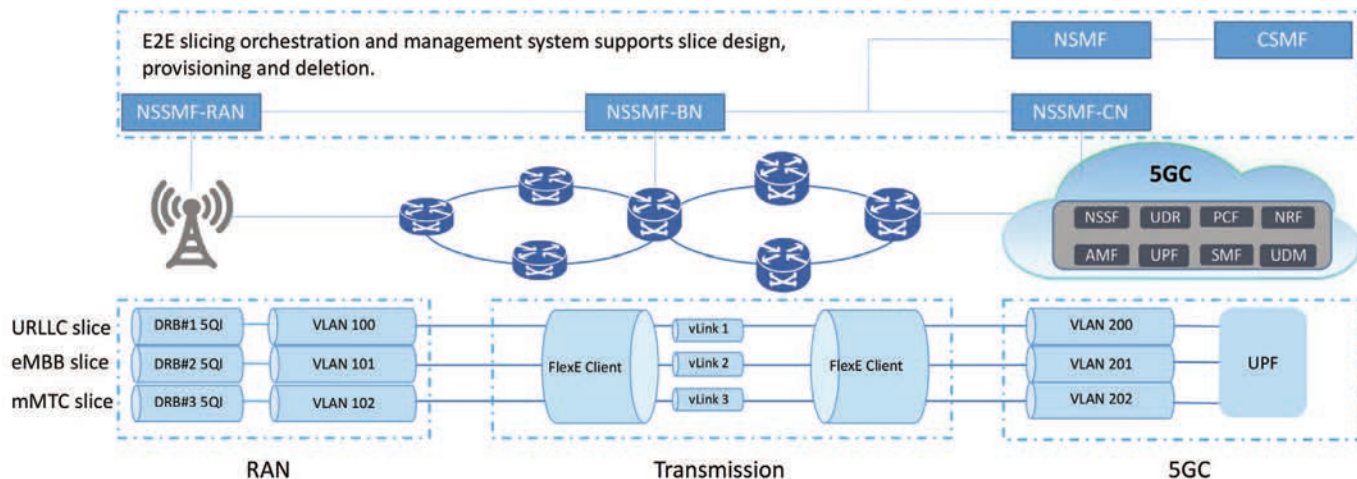 E2E slicing orchestration and management system supports slice design,
provisioning and deletion.
NSMF
CSMF
NSSMF-RAN
NSSMF-BN
NSSMF-CN
5GC
NSSF
UDR
PCF
NRF
AMF
UPF
SMF
UDM
URLLC slice
DRB#1 5QI
VLAN 100
vLink 1
VLAN 200
eMBB slice
DRB#2 5QI
VLAN 101
FlexE Client
vLink 2
FlexE Client
VLAN 201
UPF
mMTC slice
DRB#3 5QI
VLAN 102
vLink 3
VLAN 202
RAN
Transmission
5GC